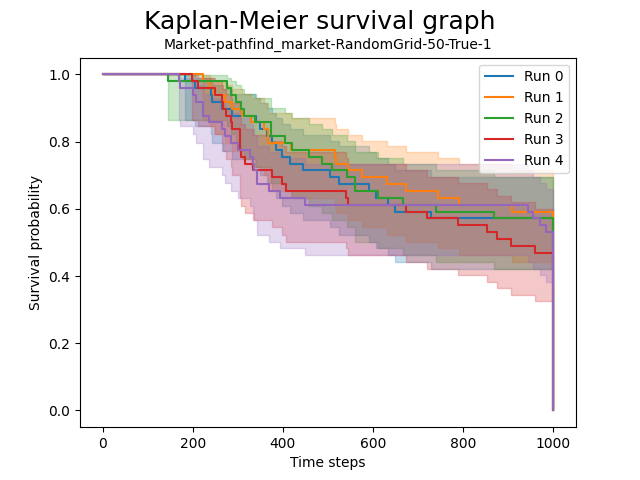 Kaplan-Meier survival graph
Market-pathfind_market-RandomGrid-50-True-1
1.0
0.8
0.6
0.4
0.2
0.0
Survival probability
0
200
400
600
800
1000
Time steps
Run 0
Run 1
Run 2
Run 3
Run 4